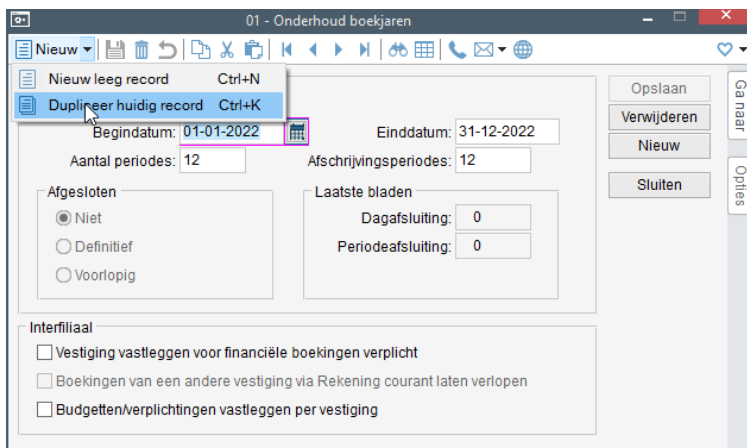 01 - Onderhoud boekjaren
Nieuw
Nieuw leeg record Ctrl+N
Dupliceer huidig record Ctrl+K
Begindatum: 01-01-2022 Einddatum: 31-12-2022
Aantal periodes: 12 Afschrijvingsperiodes: 12
Afgesloten
Niet
Definitief
Voorlopig
Laatste bladen
Dagafsluiting: 0
Periodeafsluiting: 0
Interfiliaal
Vestiging vastleggen voor financiële boekingen verplicht
Boekingen van een andere vestiging via Rekening courant laten verlopen
Budgetten/verplichtingen vastleggen per vestiging
Opslaan
Verwijderen
Nieuw
Sluiten
Ga naar
Opties